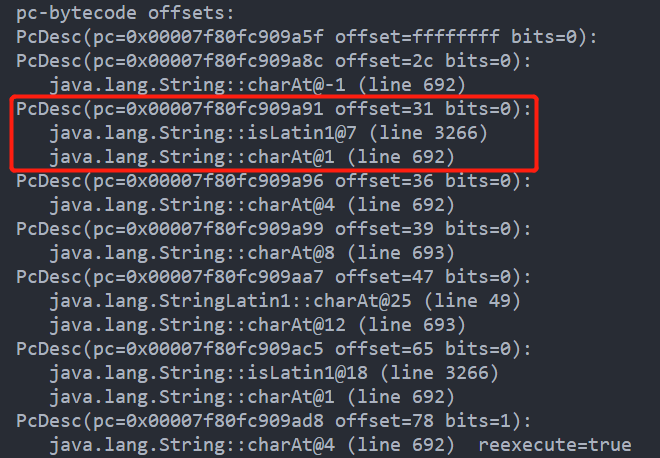 pc-bytecode offsets:
PcDesc(pc=0x00007f80fc909a5f offset=ffffffff bits=0):
PcDesc(pc=0x00007f80fc909a8c offset=2c bits=0):
   java.lang.String::charAt@-1 (line 692)
PcDesc(pc=0x00007f80fc909a91 offset=31 bits=0):
   java.lang.String::isLatin1@7 (line 3266)
   java.lang.String::charAt@1 (line 692)
PcDesc(pc=0x00007f80fc909a96 offset=36 bits=0):
   java.lang.String::charAt@4 (line 692)
PcDesc(pc=0x00007f80fc909a99 offset=39 bits=0):
   java.lang.String::charAt@8 (line 693)
PcDesc(pc=0x00007f80fc909aa7 offset=47 bits=0):
   java.lang.StringLatin1::charAt@25 (line 49)
   java.lang.String::charAt@12 (line 693)
PcDesc(pc=0x00007f80fc909ac5 offset=65 bits=0):
   java.lang.String::isLatin1@18 (line 3266)
   java.lang.String::charAt@1 (line 692)
PcDesc(pc=0x00007f80fc909ad8 offset=78 bits=1):
   java.lang.String::charAt@4 (line 692)  reexecute=true